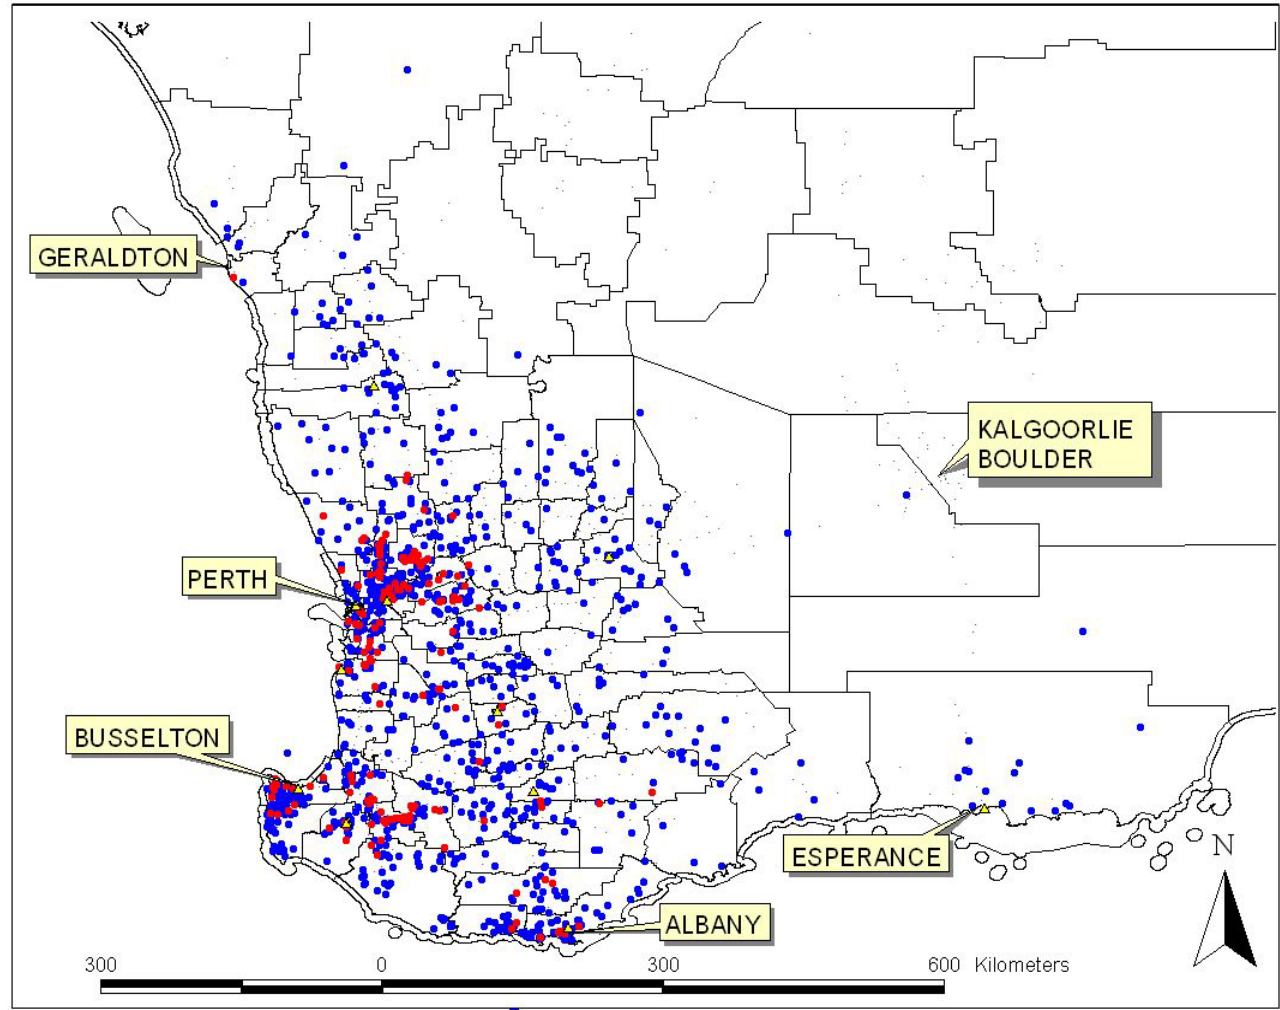 GERALDTON
KALGOORLIE
BOULDER
PERTH
BUSSELTON
ESPERANCE
N
ALBANY
300 0 300 600 Kilometers